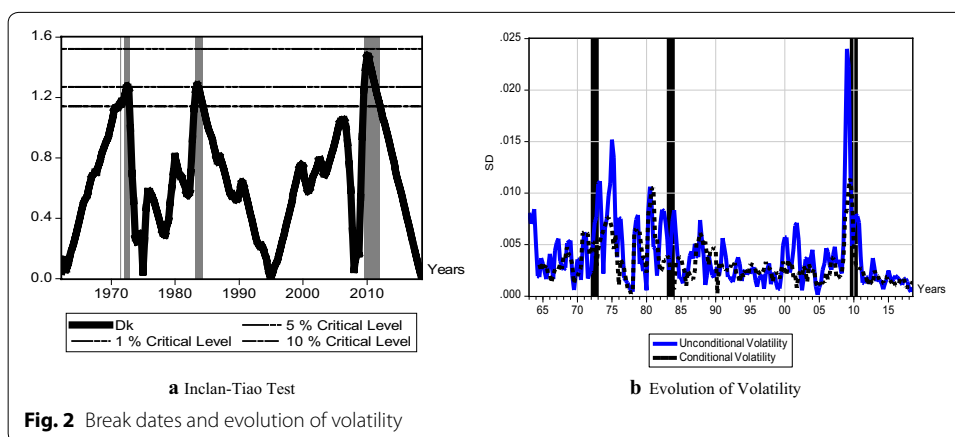 1.6
1.2
0.8
0.4
0.0
1970 1980 1990 2000 2010
Years
Dk
5 % Critical Level
1 % Critical Level
10 % Critical Level
a Inclan-Tiao Test
.025
.020
.015
.010
.005
.000
SD
65 70 75 80 85 90 95 00 05 10 15
Years
Unconditional Volatility
Conditional Volatility
b Evolution of Volatility
Fig. 2 Break dates and evolution of volatility